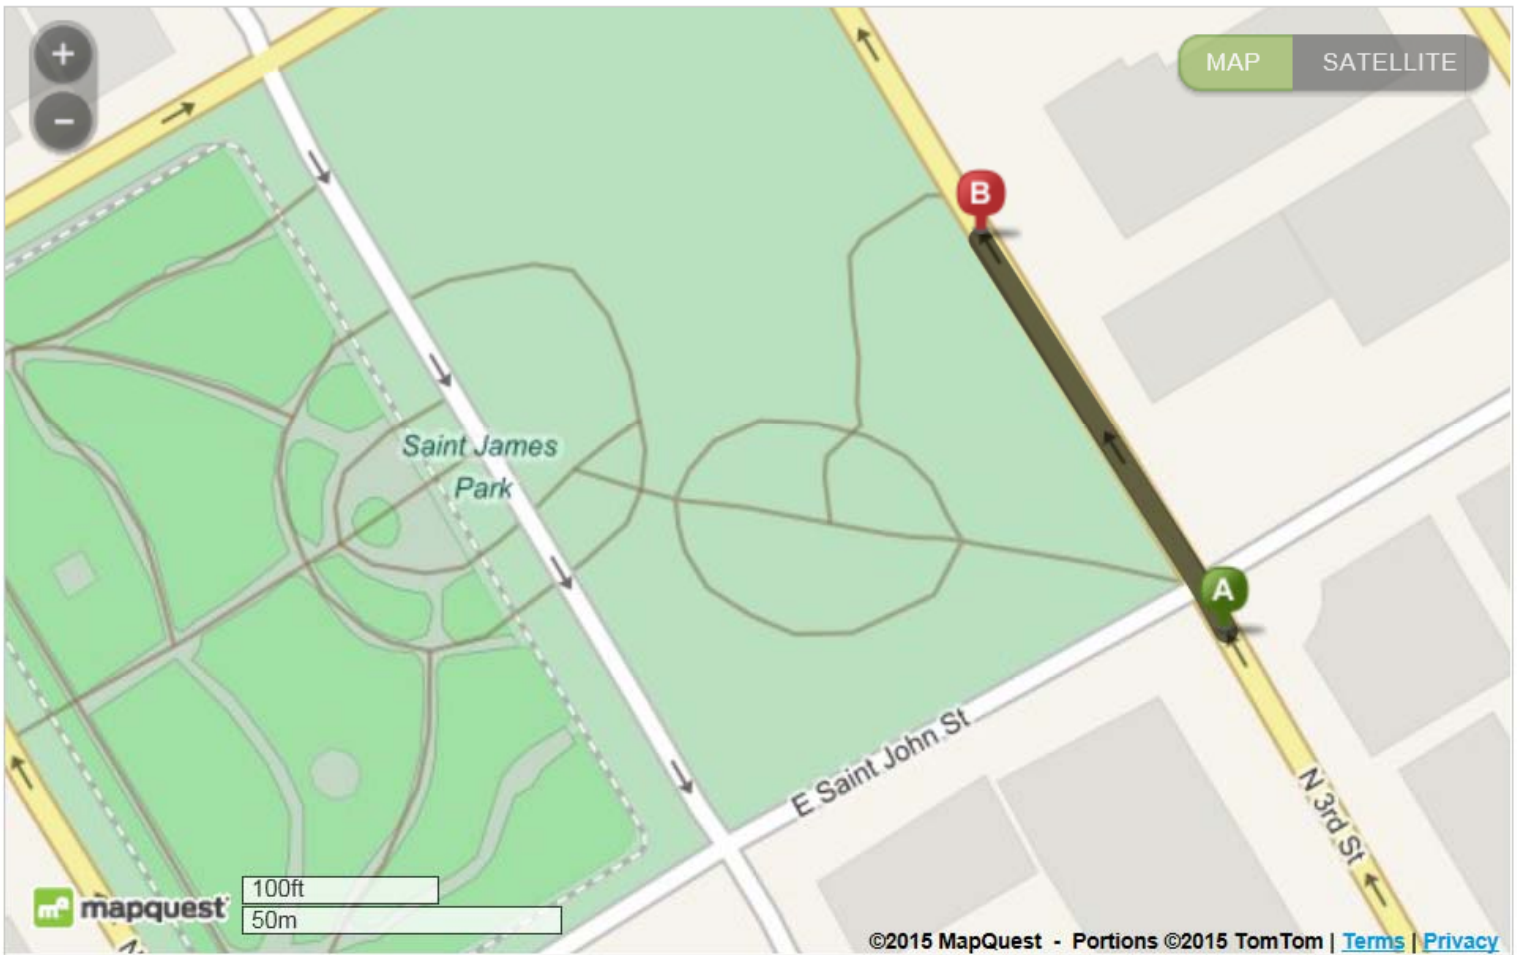 +
MAP SATELLITE
−
B
Saint James
Park
A
E Saint John St
N 3rd St
100ft
mapquest
50m
©2015 MapQuest - Portions ©2015 TomTom | Terms | Privacy